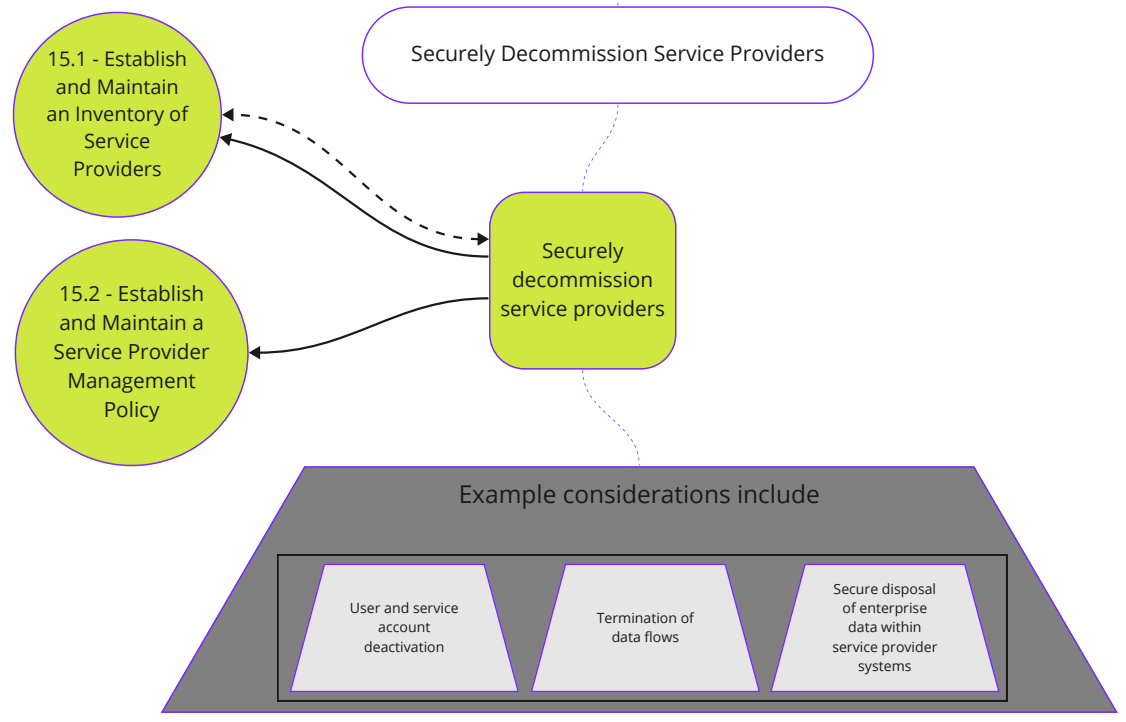 15.1 - Establish
and Maintain
an Inventory of
Service
Providers
Securely Decommission Service Providers
Securely
decommission
service providers
15.2 - Establish
and Maintain a
Service Provider
Management
Policy
Example considerations include
User and service
account
deactivation
Termination of
data flows
Secure disposal
of enterprise
data within
service provider
systems